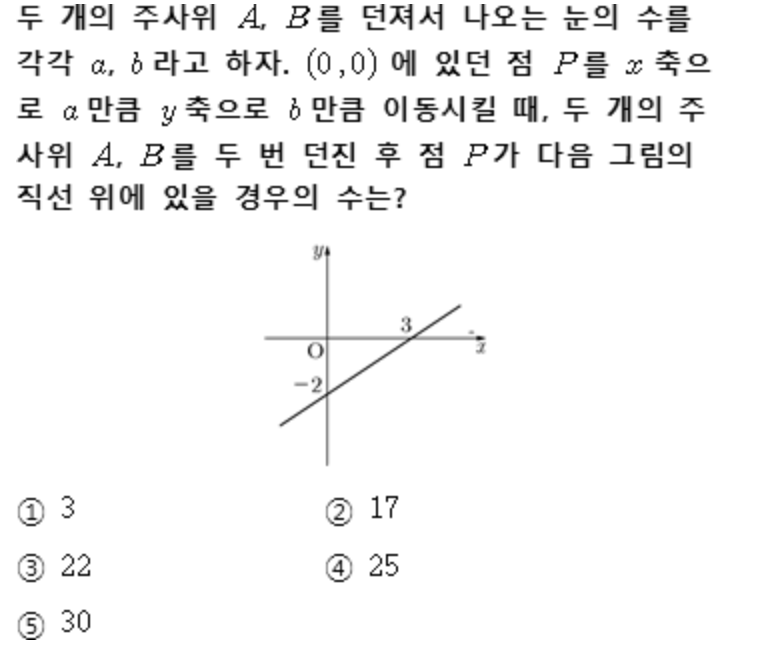 두 개의 주사위 A, B를 던져서 나오는 눈의 수를
각각 a, b라고 하자. (0,0)에 있던 점 P를 x축으
로 a만큼 y축으로 b만큼 이동시킬 때, 두 개의 주
사위 A, B를 두 번 던진 후 점 P가 다음 그림의
직선 위에 있을 경우의 수는?
y
3
O
x
-2
① 3 ② 17
③ 22 ④ 25
⑤ 30